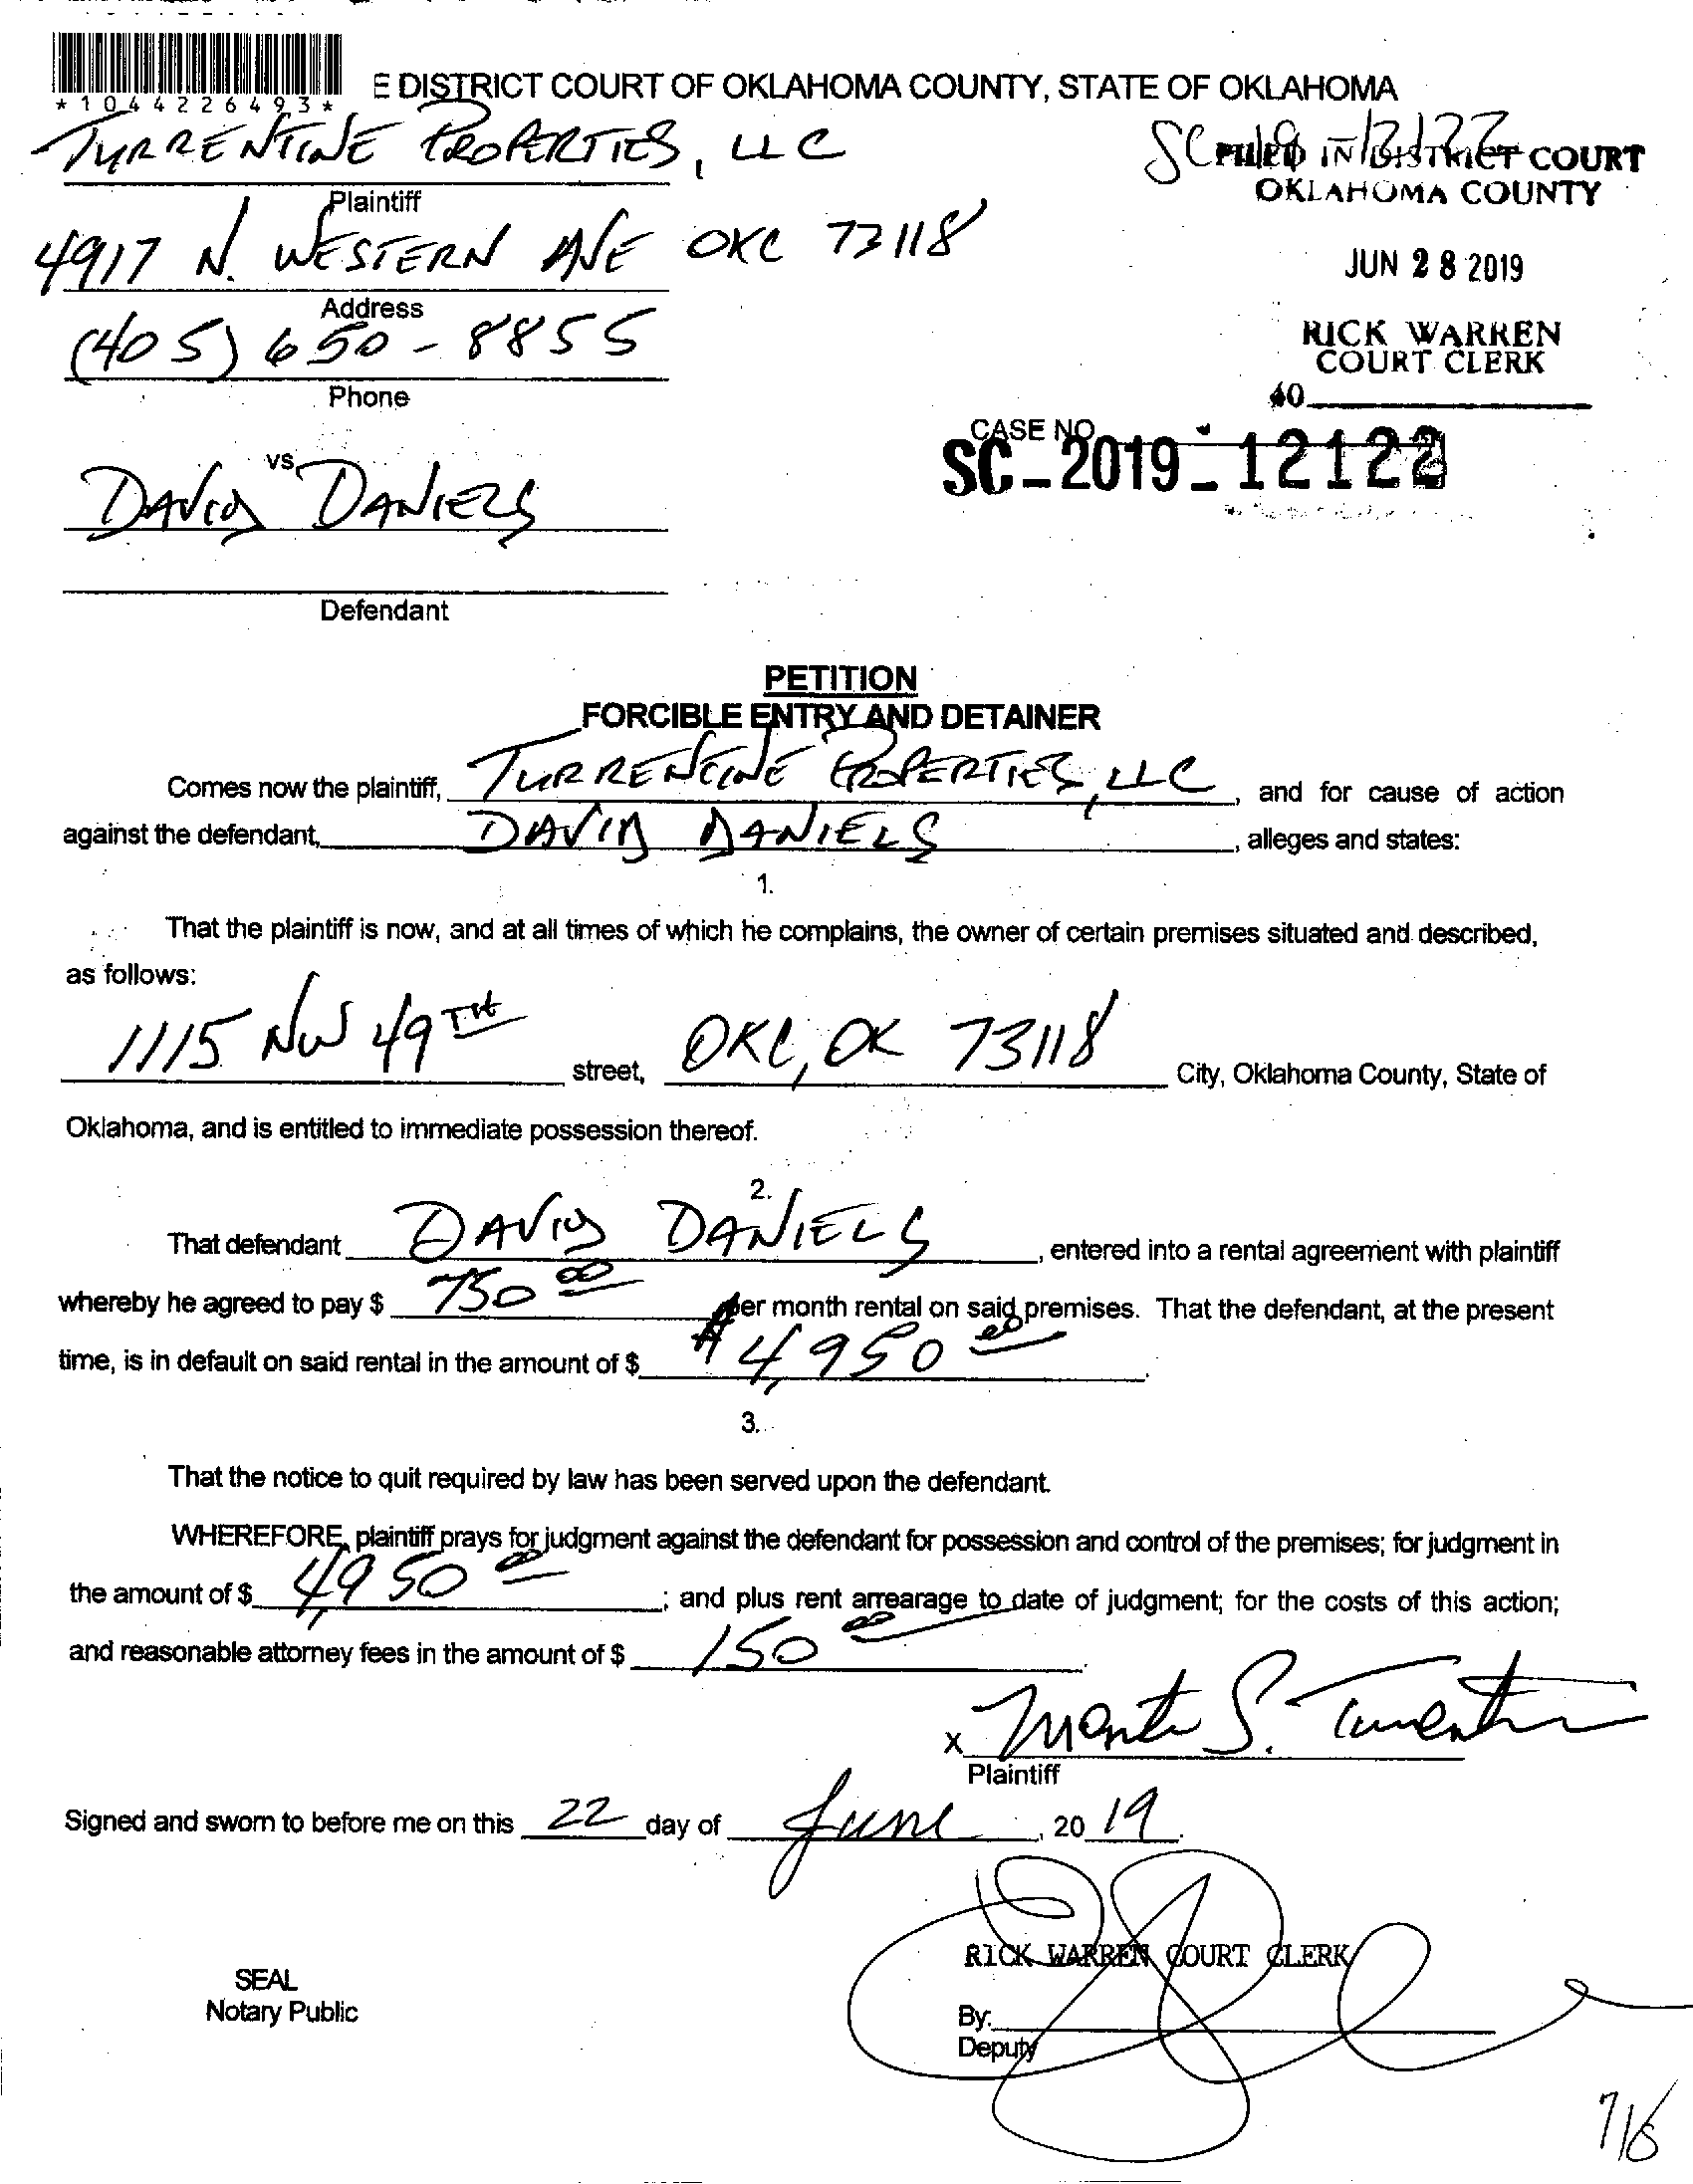 *1044226493*
E DISTRICT COURT OF OKLAHOMA COUNTY, STATE OF OKLAHOMA
TURRENTINE PROPERTIES, LLC
Plaintiff
FILED IN DISTRICT COURT
OKLAHOMA COUNTY
4917 N. WESTERN AVE OKC 73118
Address
JUN 28 2019
(405) 650-8855
Phone
RICK WARREN
COURT CLERK
40
CASE NO.
SC-2019-12122
vs.
DAVID DANIELS
Defendant
PETITION
FORCIBLE ENTRY AND DETAINER
Comes now the plaintiff, TURRENTINE PROPERTIES, LLC, and for cause of action
against the defendant, DAVID DANIELS, alleges and states:
1.
That the plaintiff is now, and at all times of which he complains, the owner of certain premises situated and described,
as follows:
1115 NW 49TH street, OKC, OK 73118 City, Oklahoma County, State of
Oklahoma, and is entitled to immediate possession thereof.
2.
That defendant DAVID DANIELS, entered into a rental agreement with plaintiff
whereby he agreed to pay $ 750 00 per month rental on said premises. That the defendant, at the present
time, is in default on said rental in the amount of $ $4,950 00.
3.
That the notice to quit required by law has been served upon the defendant.
WHEREFORE, plaintiff prays for judgment against the defendant for possession and control of the premises; for judgment in
the amount of $ 4,950 00; and plus rent arrearage to date of judgment; for the costs of this action;
and reasonable attorney fees in the amount of $ 150 00.
x Monte S. Turrentine
Plaintiff
Signed and sworn to before me on this 22 day of June, 2019.
RICK WARREN COURT CLERK
SEAL
Notary Public
By:
Deputy